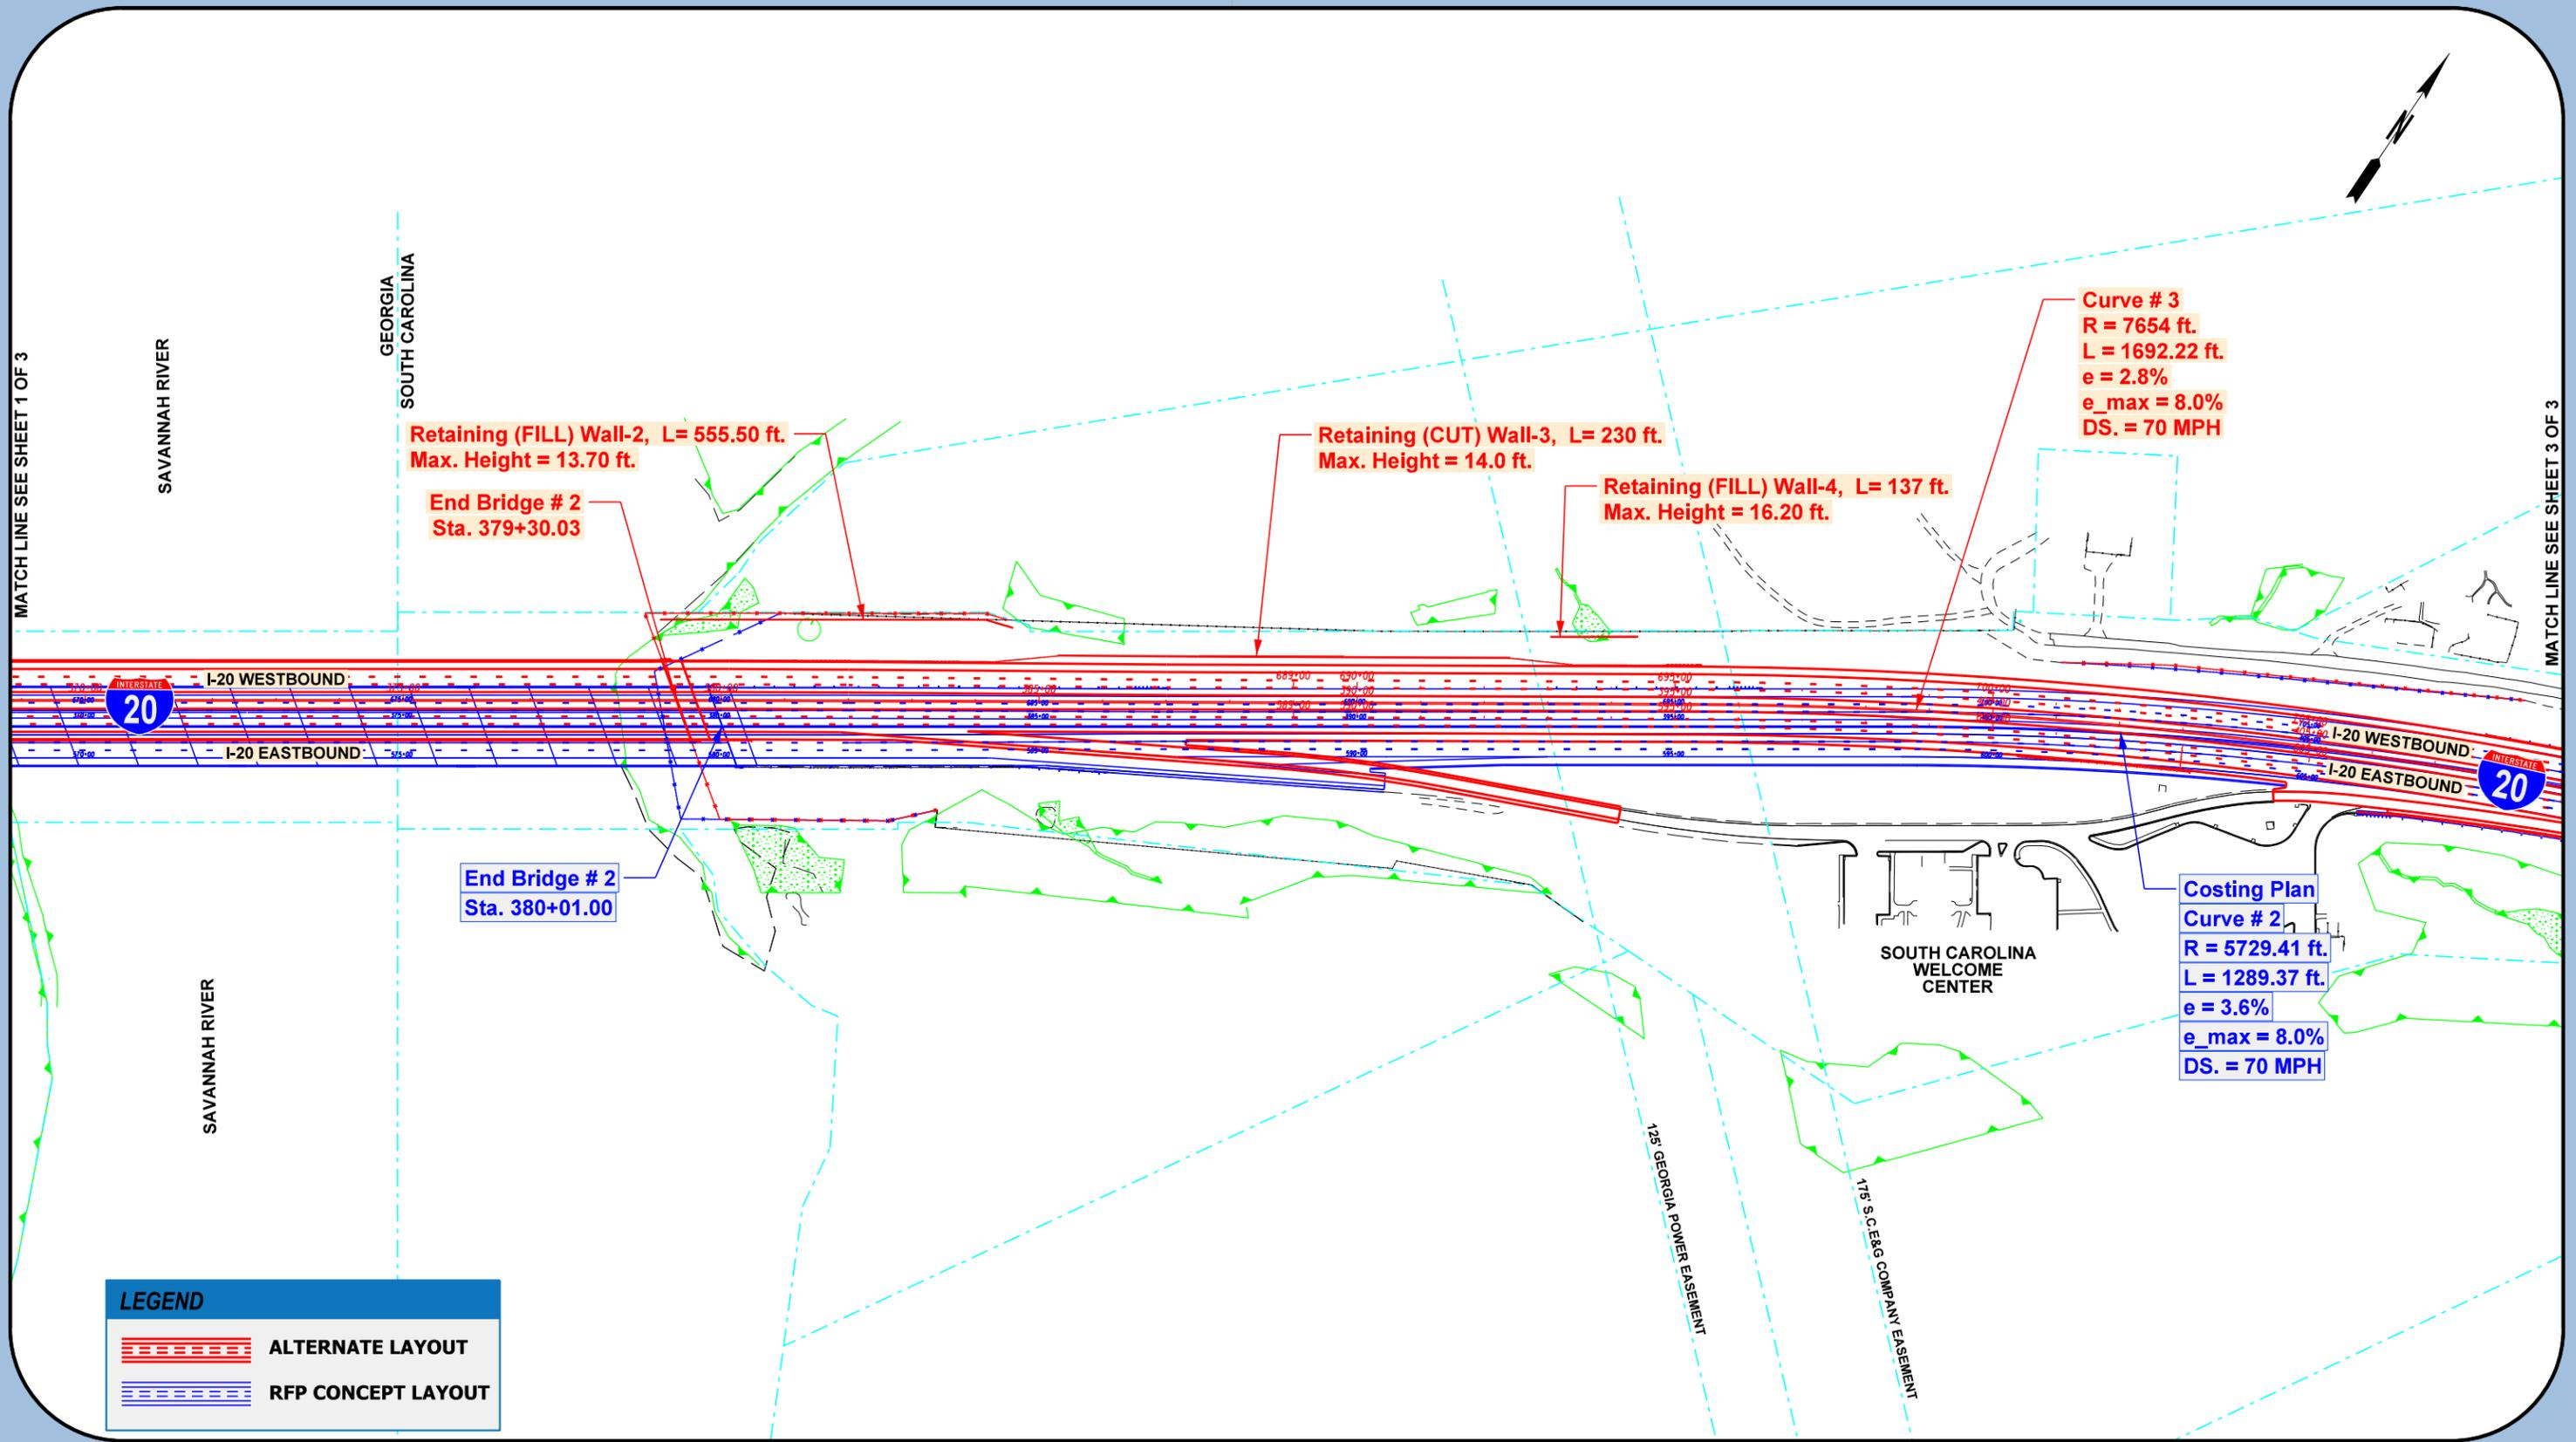 N
Curve # 3
R = 7654 ft.
L = 1692.22 ft.
e = 2.8%
e_max = 8.0%
DS. = 70 MPH
GEORGIA
SOUTH CAROLINA
SAVANNAH RIVER
MATCH LINE SEE SHEET 1 OF 3
MATCH LINE SEE SHEET 3 OF 3
Retaining (FILL) Wall-2, L= 555.50 ft.
Max. Height = 13.70 ft.
Retaining (CUT) Wall-3, L= 230 ft.
Max. Height = 14.0 ft.
Retaining (FILL) Wall-4, L= 137 ft.
Max. Height = 16.20 ft.
End Bridge # 2
Sta. 379+30.03
I-20 WESTBOUND
INTERSTATE
20
I-20 EASTBOUND
689+00
690+00
695+00
I-20 WESTBOUND
I-20 EASTBOUND
INTERSTATE
20
End Bridge # 2
Sta. 380+01.00
Costing Plan
Curve # 2
R = 5729.41 ft.
L = 1289.37 ft.
e = 3.6%
e_max = 8.0%
DS. = 70 MPH
SOUTH CAROLINA
WELCOME
CENTER
SAVANNAH RIVER
125' GEORGIA POWER EASEMENT
175' S.C.E&G COMPANY EASEMENT
LEGEND
ALTERNATE LAYOUT
RFP CONCEPT LAYOUT